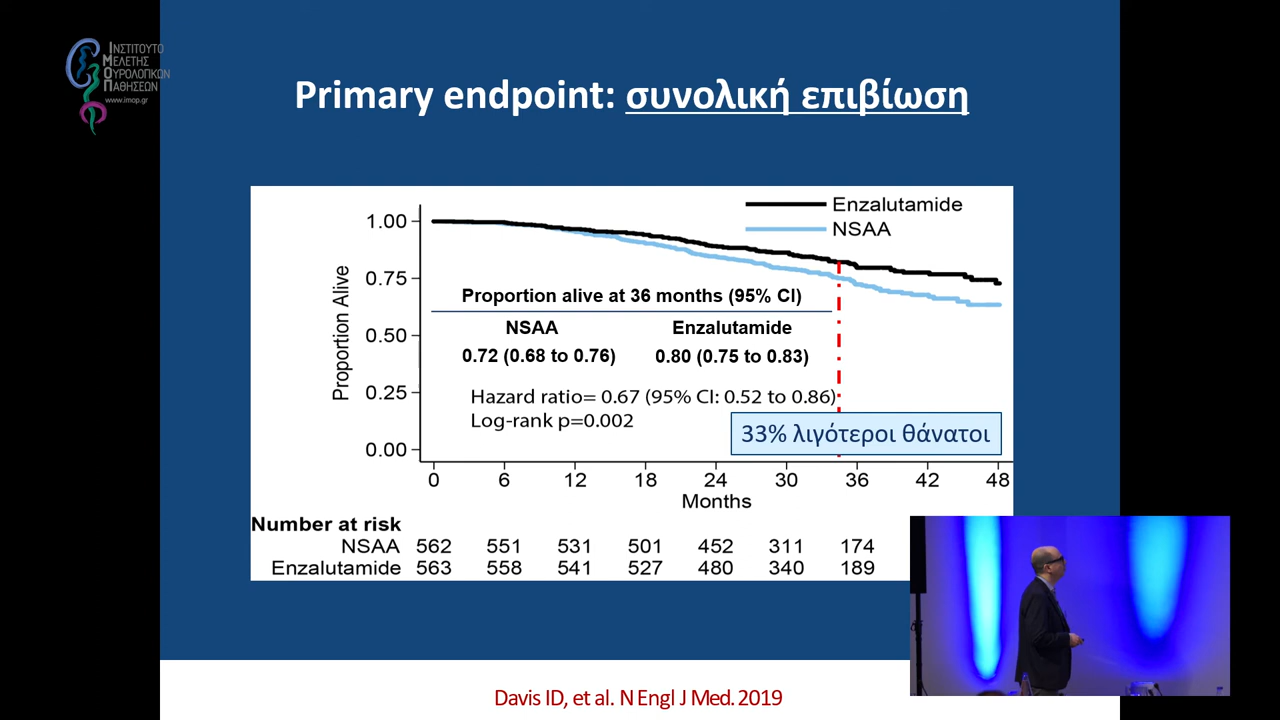 ΙΝΣΤΙΤΟΥΤΟ
ΜΕΛΕΤΗΣ
ΟΥΡΟΛΟΓΙΚΩΝ
ΠΑΘΗΣΕΩΝ
www.imop.gr
Primary endpoint: συνολική επιβίωση
Enzalutamide
NSAA
Proportion Alive
1.00
0.75
0.50
0.25
0.00
Proportion alive at 36 months (95% CI)
NSAA Enzalutamide
0.72 (0.68 to 0.76) 0.80 (0.75 to 0.83)
Hazard ratio= 0.67 (95% CI: 0.52 to 0.86)
Log-rank p=0.002
33% λιγότεροι θάνατοι
0 6 12 18 24 30 36 42 48
Months
Number at risk
NSAA 562 551 531 501 452 311 174
Enzalutamide 563 558 541 527 480 340 189
Davis ID, et al. N Engl J Med. 2019